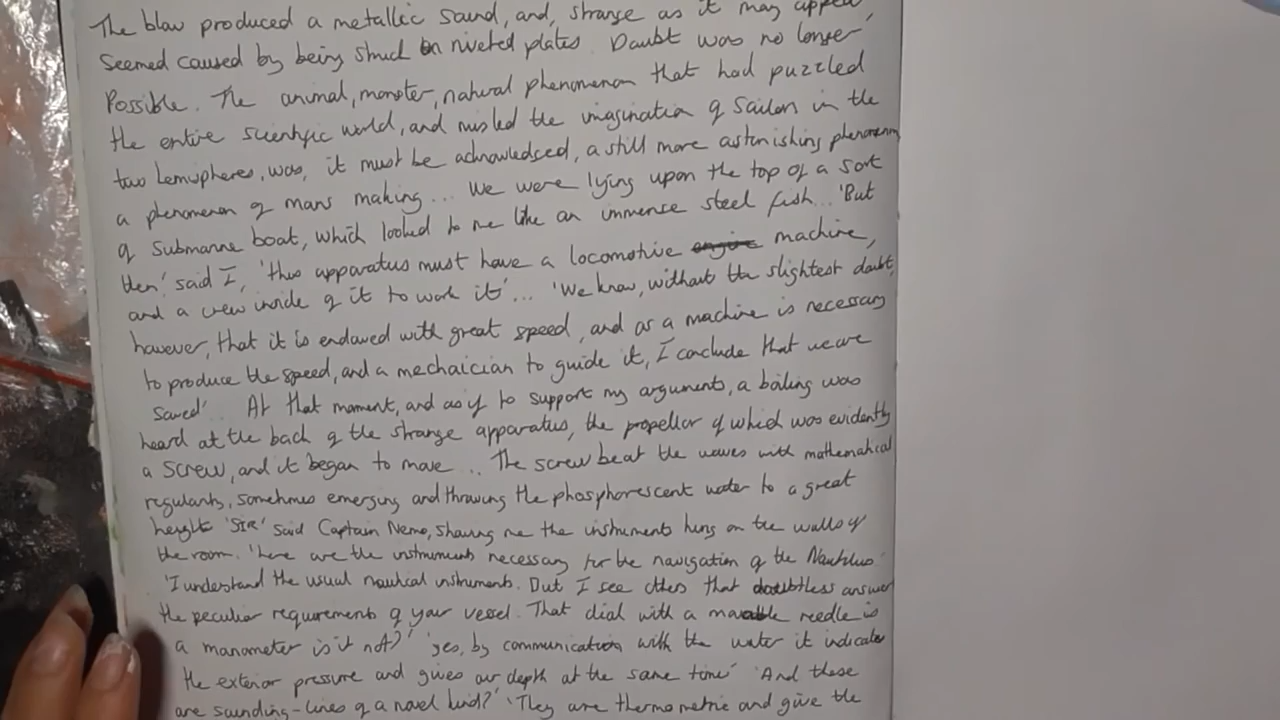 The blow produced a metallic sound, and, strange as it may appear,
seemed caused by being struck on riveted plates. Doubt was no longer
Possible. The animal, monster, natural phenomenon that had puzzled
the entire scientific world, and misled the imagination of sailors in the
two hemispheres, was, it must be acknowledged, a still more astonishing phenomenon,
a phenomenon of mans making... We were lying upon the top of a sort
of submarine boat, which looked to me like an immense steel fish... 'But
then' said I, 'this apparatus must have a locomotive engine machine,
and a crew inside of it to work it'... 'We know, without the slightest doubt,
however, that it is endowed with great speed, and as a machine is necessary
to produce the speed, and a mechaician to guide it, I conclude that we are
saved'... At that moment, and as if to support my arguments, a boiling was
heard at the back of the strange apparatus, the propellor of which was evidently
a screw, and it began to move... The screw beat the waves with mathematical
regularity, sometimes emerging and throwing the phosphorescent water to a great
height 'Sir' said Captain Nemo, showing me the instruments hung on the walls of
the room. 'here are the instruments necessary for the navigation of the Nautilus'
'I understand the usual nautical instruments. But I see others that doubtless answer
the peculiar requirements of your vessel. That dial with a movable needle is
a manometer is it not?' 'yes, by communication with the water it indicates
the exterior pressure and gives our depth at the same time' 'And these
are sounding-lines of a novel kind?' 'They are thermometric and give the